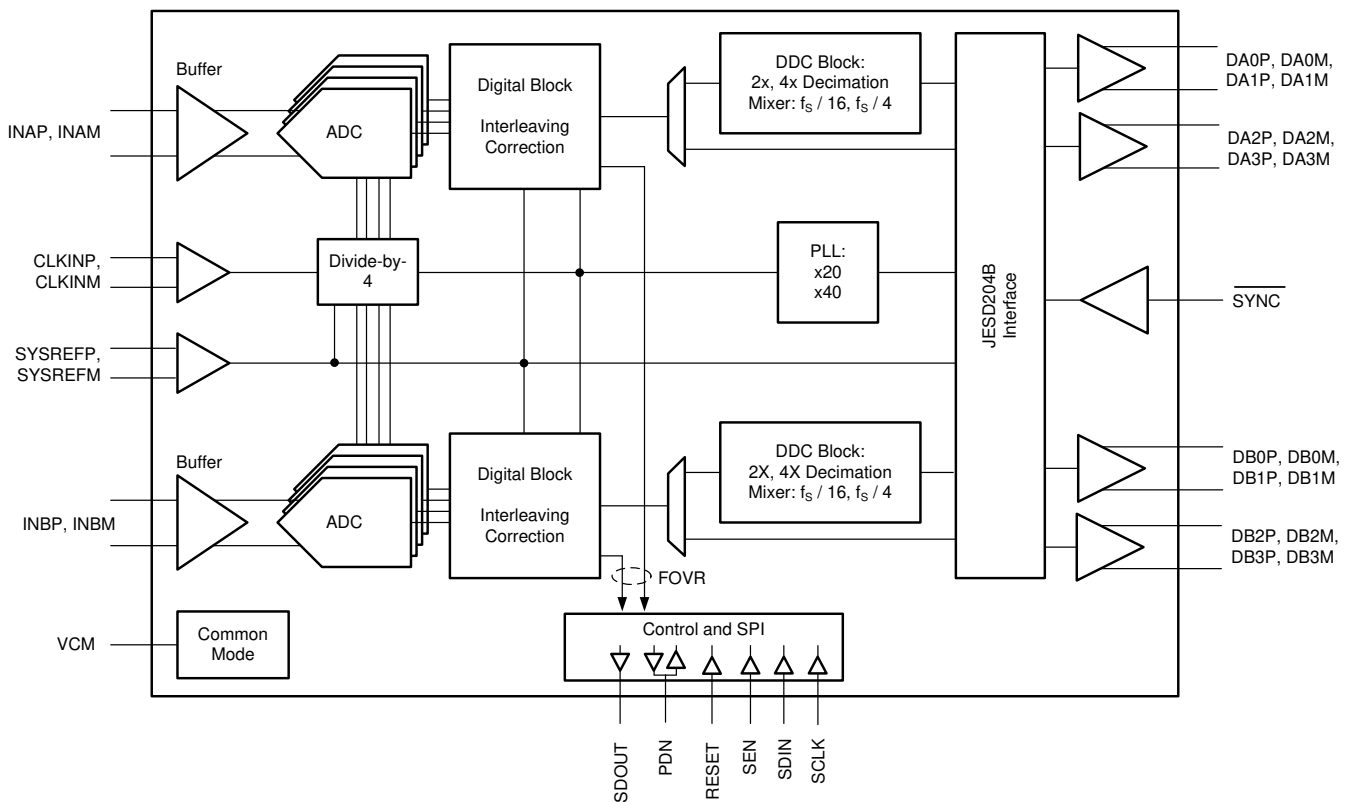 Buffer
INAP, INAM
ADC
Digital Block
Interleaving
Correction
DDC Block:
2x, 4x Decimation
Mixer: fS / 16, fS / 4
DA0P, DA0M,
DA1P, DA1M
DA2P, DA2M,
DA3P, DA3M
CLKINP,
CLKINM
Divide-by-
4
PLL:
x20
x40
JESD204B
Interface
SYNC
SYSREFP,
SYSREFM
Buffer
INBP, INBM
ADC
Digital Block
Interleaving
Correction
DDC Block:
2X, 4X Decimation
Mixer: fS / 16, fS / 4
DB0P, DB0M,
DB1P, DB1M
DB2P, DB2M,
DB3P, DB3M
FOVR
VCM
Common
Mode
Control and SPI
SDOUT
PDN
RESET
SEN
SDIN
SCLK